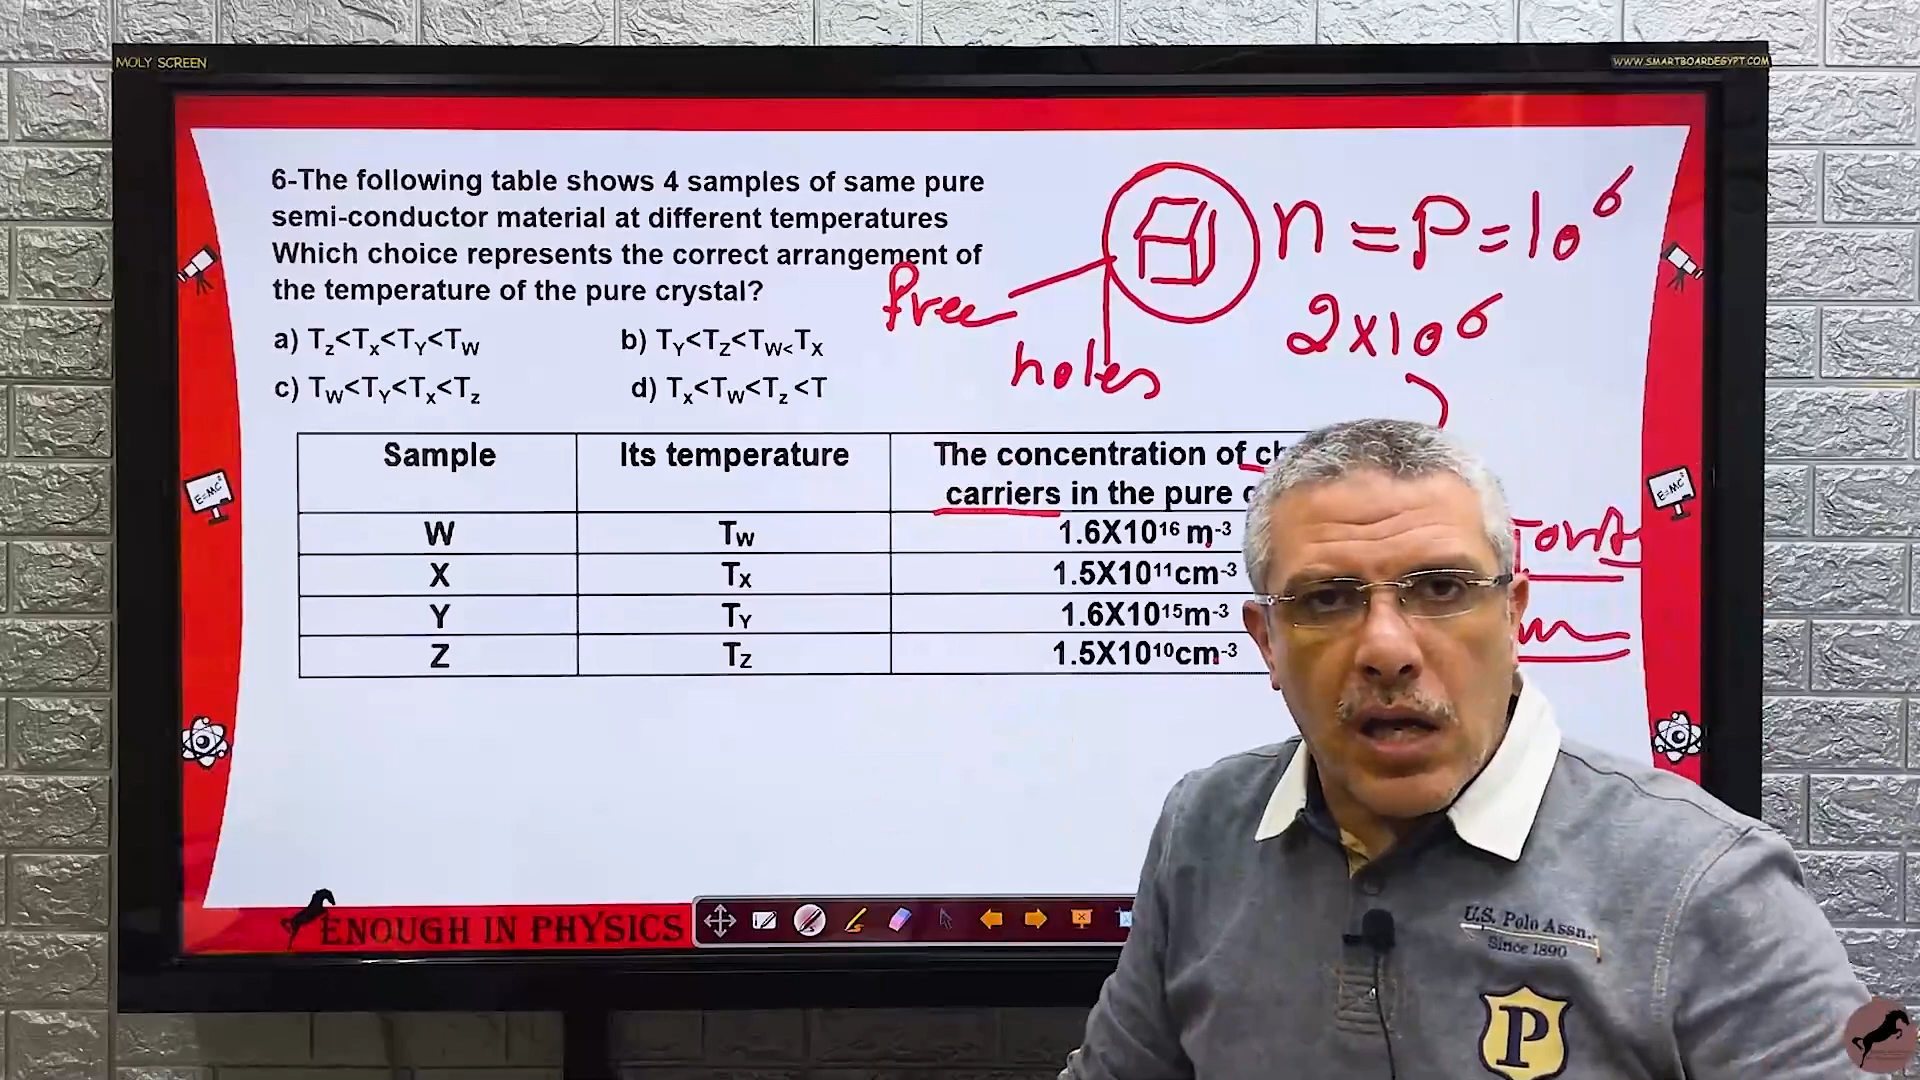 MOLY SCREEN
WWW.SMARTBOARDEGYPT.COM
6-The following table shows 4 samples of same pure
semi-conductor material at different temperatures
Which choice represents the correct arrangement of
the temperature of the pure crystal?
a) Tz<Tx<TY<TW
b) TY<TZ<TW<TX
c) TW<TY<Tx<Tz
d) Tx<TW<Tz <T
n = p = 10⁶
2x10⁶
free
holes
Sample Its temperature The concentration of
carriers in the pure
W TW 1.6X10¹⁶ m⁻³
X TX 1.5X10¹¹cm⁻³
Y TY 1.6X10¹⁵m⁻³
Z TZ 1.5X10¹⁰cm⁻³
E=MC²
E=MC²
ENOUGH IN PHYSICS
U.S. Polo Assn.
Since 1890
P